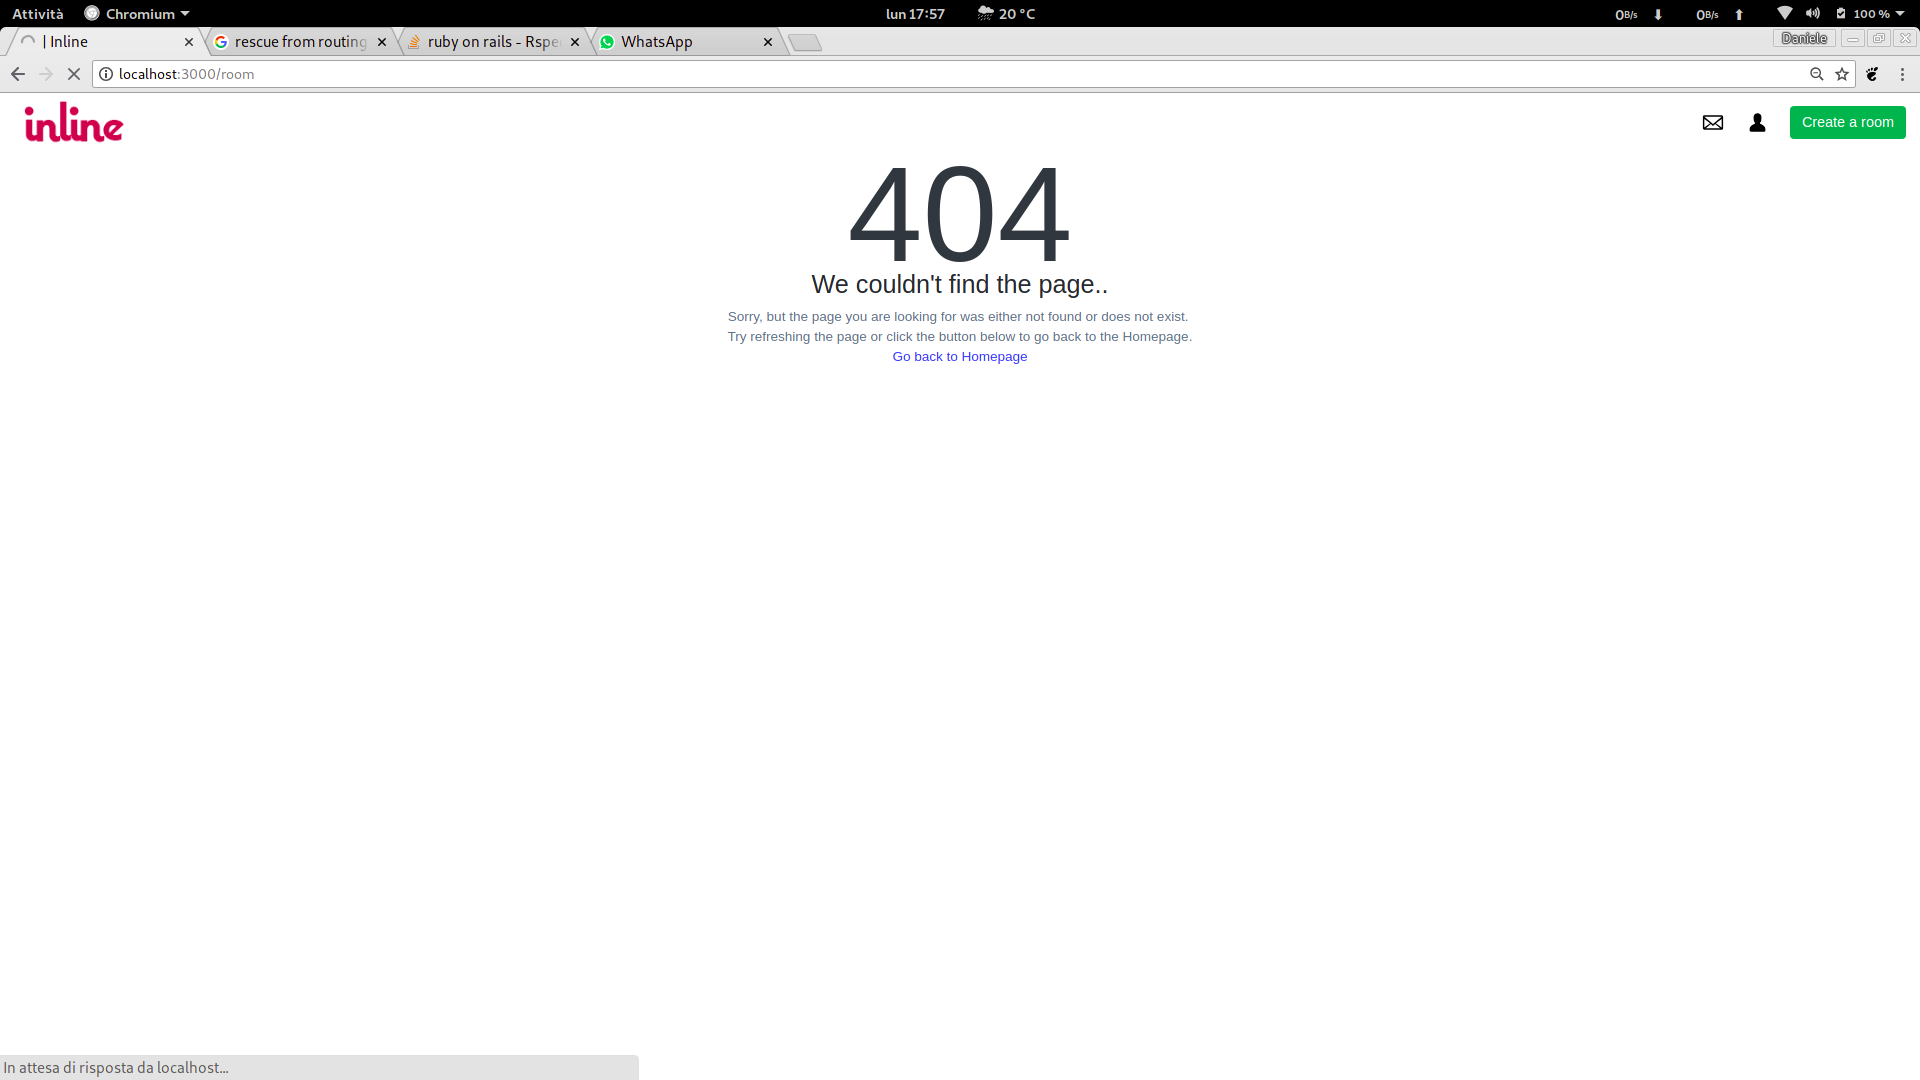 Attività Chromium lun 17:57 20 °C 0B/s 0B/s 100 %
| Inline rescue from routing ruby on rails - Rspe WhatsApp Daniele
localhost:3000/room
inline Create a room
404
We couldn't find the page..
Sorry, but the page you are looking for was either not found or does not exist.
Try refreshing the page or click the button below to go back to the Homepage.
Go back to Homepage
In attesa di risposta da localhost...